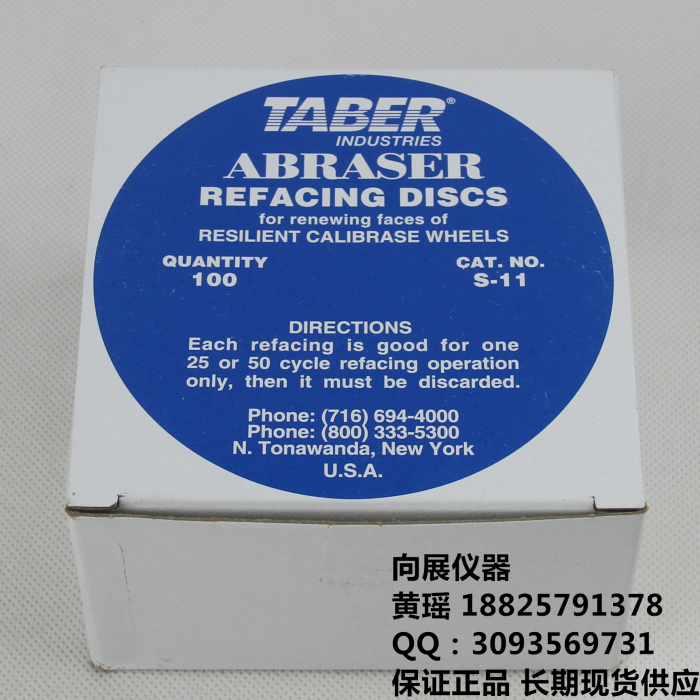 TABER®
INDUSTRIES
ABRASER
REFACING DISCS
for renewing faces of
RESILIENT CALIBRASE WHEELS
QUANTITY CAT. NO.
100 S-11
DIRECTIONS
Each refacing is good for one
25 or 50 cycle refacing operation
only, then it must be discarded.
Phone: (716) 694-4000
Phone: (800) 333-5300
N. Tonawanda, New York
U.S.A.
向展仪器
黄瑶 18825791378
QQ：3093569731
保证正品 长期现货供应